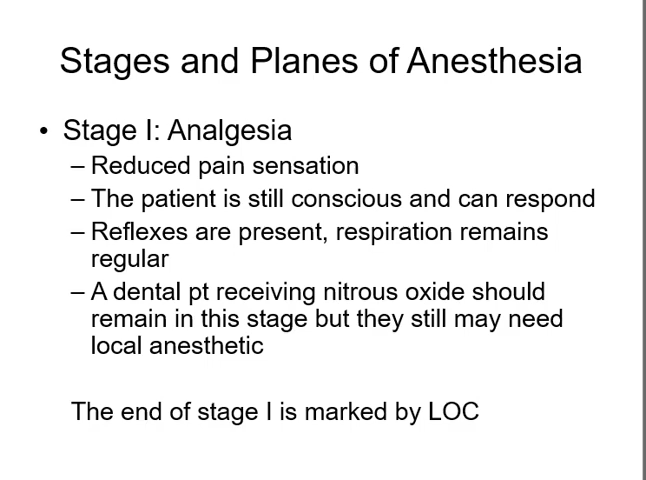 Stages and Planes of Anesthesia
• Stage I: Analgesia
– Reduced pain sensation
– The patient is still conscious and can respond
– Reflexes are present, respiration remains
regular
– A dental pt receiving nitrous oxide should
remain in this stage but they still may need
local anesthetic
The end of stage I is marked by LOC